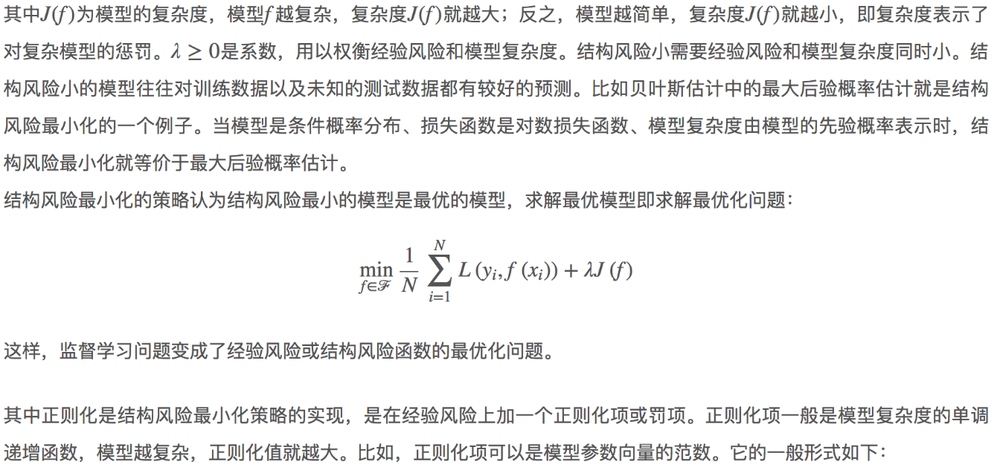 其中J(f)为模型的复杂度，模型f越复杂，复杂度J(f)就越大；反之，模型越简单，复杂度J(f)就越小，即复杂度表示了
对复杂模型的惩罚。λ ≥ 0是系数，用以权衡经验风险和模型复杂度。结构风险小需要经验风险和模型复杂度同时小。结
构风险小的模型往往对训练数据以及未知的测试数据都有较好的预测。比如贝叶斯估计中的最大后验概率估计就是结构
风险最小化的一个例子。当模型是条件概率分布、损失函数是对数损失函数、模型复杂度由模型的先验概率表示时，结
构风险最小化就等价于最大后验概率估计。
结构风险最小化的策略认为结构风险最小的模型是最优的模型，求解最优模型即求解最优化问题：
min_{f∈ℱ} \frac{1}{N} \sum_{i=1}^{N} L (y_i, f (x_i)) + λJ (f)
这样，监督学习问题变成了经验风险或结构风险函数的最优化问题。
其中正则化是结构风险最小化策略的实现，是在经验风险上加一个正则化项或罚项。正则化项一般是模型复杂度的单调
递增函数，模型越复杂，正则化值就越大。比如，正则化项可以是模型参数向量的范数。它的一般形式如下：